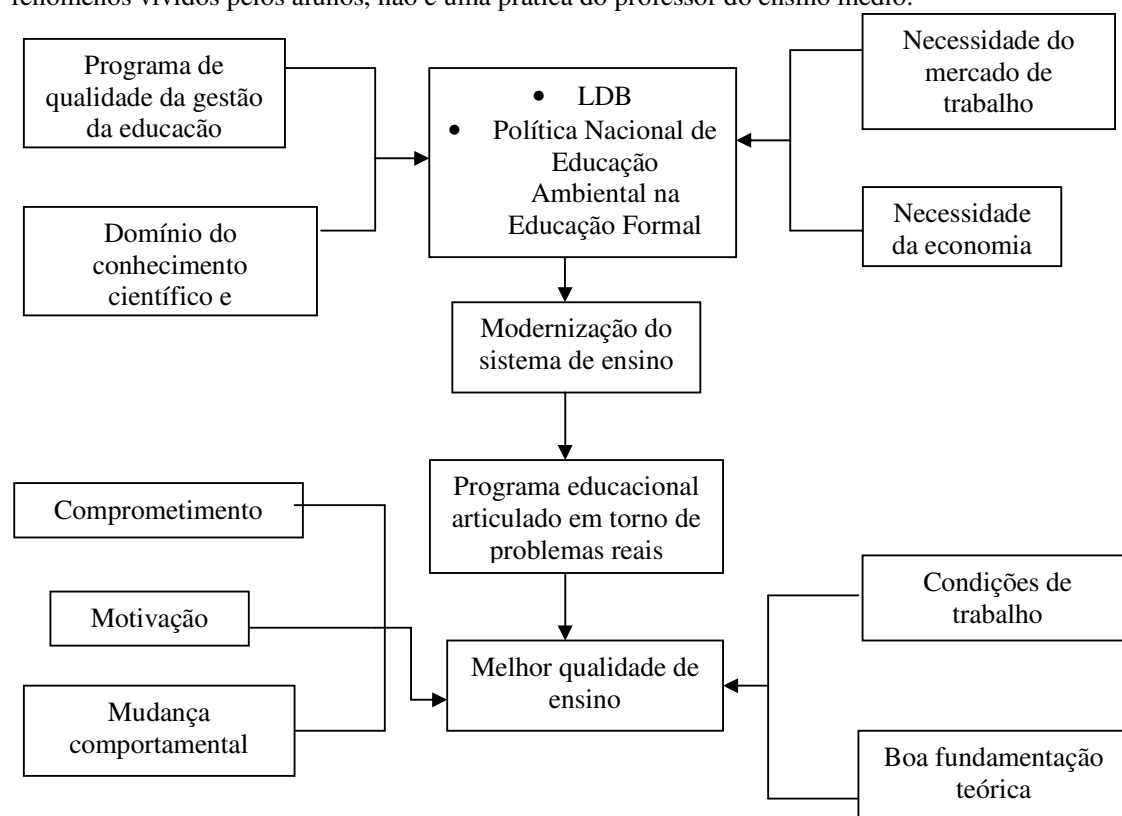 fenômenos vividos pelos alunos, não é uma prática do professor do ensino médio.
Programa de
qualidade da gestão
da educacão
Domínio do
conhecimento
científico e
• LDB
• Política Nacional de
Educação
Ambiental na
Educação Formal
Necessidade do
mercado de
trabalho
Necessidade
da economia
Modernização do
sistema de ensino
Programa educacional
articulado em torno de
problemas reais
Comprometimento
Motivação
Mudança
comportamental
Melhor qualidade de
ensino
Condições de
trabalho
Boa fundamentação
teórica